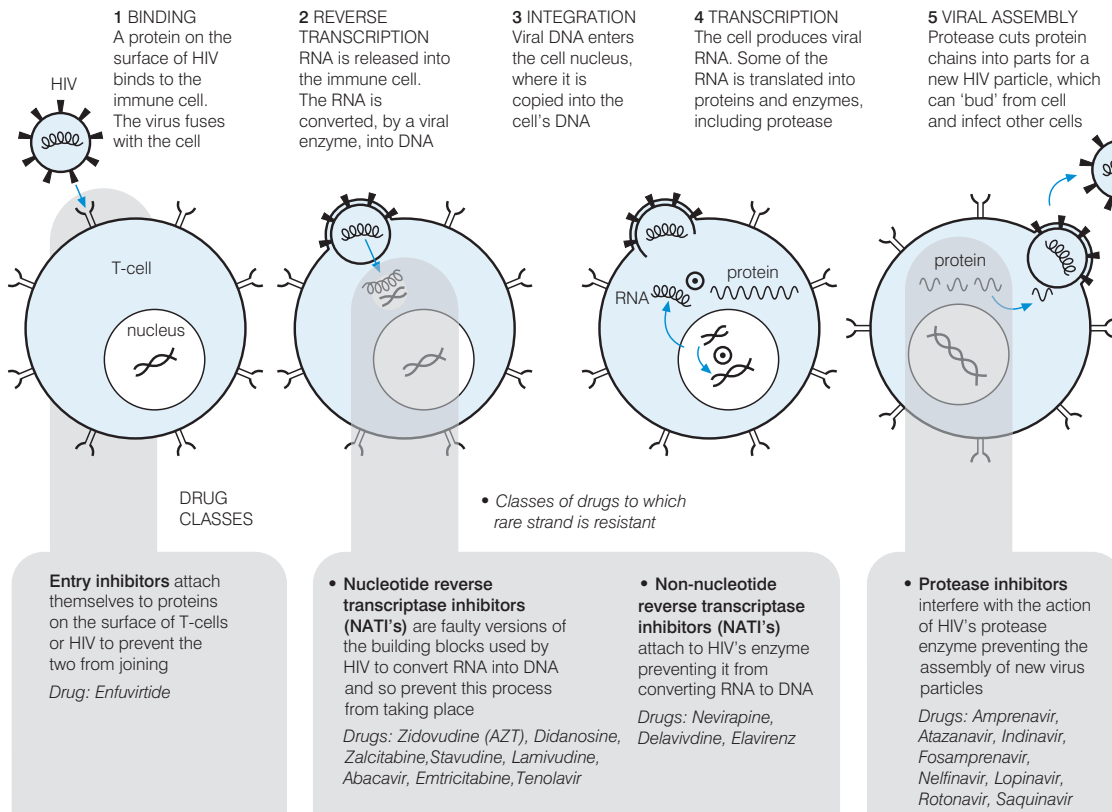 1 BINDING
A protein on the
surface of HIV
binds to the
immune cell.
The virus fuses
with the cell
2 REVERSE
TRANSCRIPTION
RNA is released into
the immune cell.
The RNA is
converted, by a viral
enzyme, into DNA
3 INTEGRATION
Viral DNA enters
the cell nucleus,
where it is
copied into the
cell's DNA
4 TRANSCRIPTION
The cell produces viral
RNA. Some of the
RNA is translated into
proteins and enzymes,
including protease
5 VIRAL ASSEMBLY
Protease cuts protein
chains into parts for a
new HIV particle, which
can 'bud' from cell
and infect other cells
HIV
T-cell
nucleus
RNA
protein
protein
DRUG
CLASSES
• Classes of drugs to which
rare strand is resistant
Entry inhibitors attach
themselves to proteins
on the surface of T-cells
or HIV to prevent the
two from joining
Drug: Enfuvirtide
• Nucleotide reverse
transcriptase inhibitors
(NATI's) are faulty versions of
the building blocks used by
HIV to convert RNA into DNA
and so prevent this process
from taking place
Drugs: Zidovudine (AZT), Didanosine,
Zalcitabine,Stavudine, Lamivudine,
Abacavir, Emtricitabine,Tenolavir
• Non-nucleotide
reverse transcriptase
inhibitors (NATI's)
attach to HIV's enzyme
preventing it from
converting RNA to DNA
Drugs: Nevirapine,
Delavivdine, Elavirenz
• Protease inhibitors
interfere with the action
of HIV's protease
enzyme preventing the
assembly of new virus
particles
Drugs: Amprenavir,
Atazanavir, Indinavir,
Fosamprenavir,
Nelfinavir, Lopinavir,
Rotonavir, Saquinavir